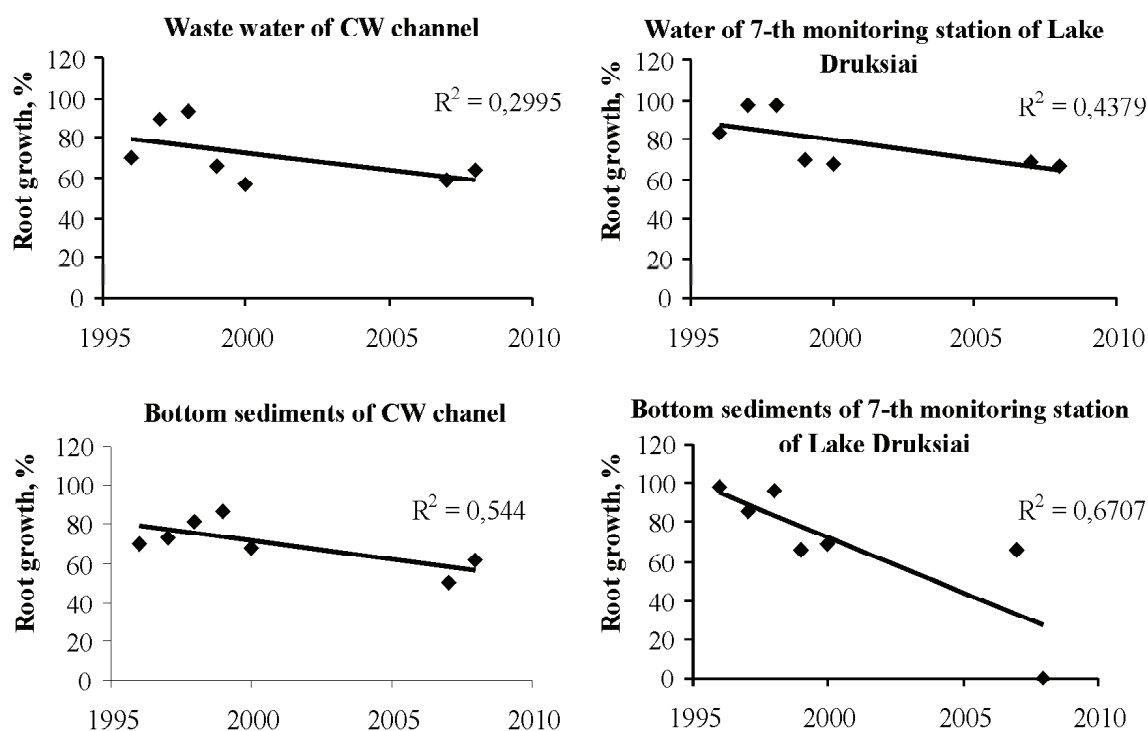 Waste water of CW channel
120
100
80
60
40
20
0
Root growth, %
R² = 0,2995
1995 2000 2005 2010
Water of 7-th monitoring station of Lake
Druksiai
120
100
80
60
40
20
0
Root growth, %
R² = 0,4379
1995 2000 2005 2010
Bottom sediments of CW chanel
120
100
80
60
40
20
0
Root growth, %
R² = 0,544
1995 2000 2005 2010
Bottom sediments of 7-th monitoring station
of Lake Druksiai
120
100
80
60
40
20
0
Root growth, %
R² = 0,6707
1995 2000 2005 2010